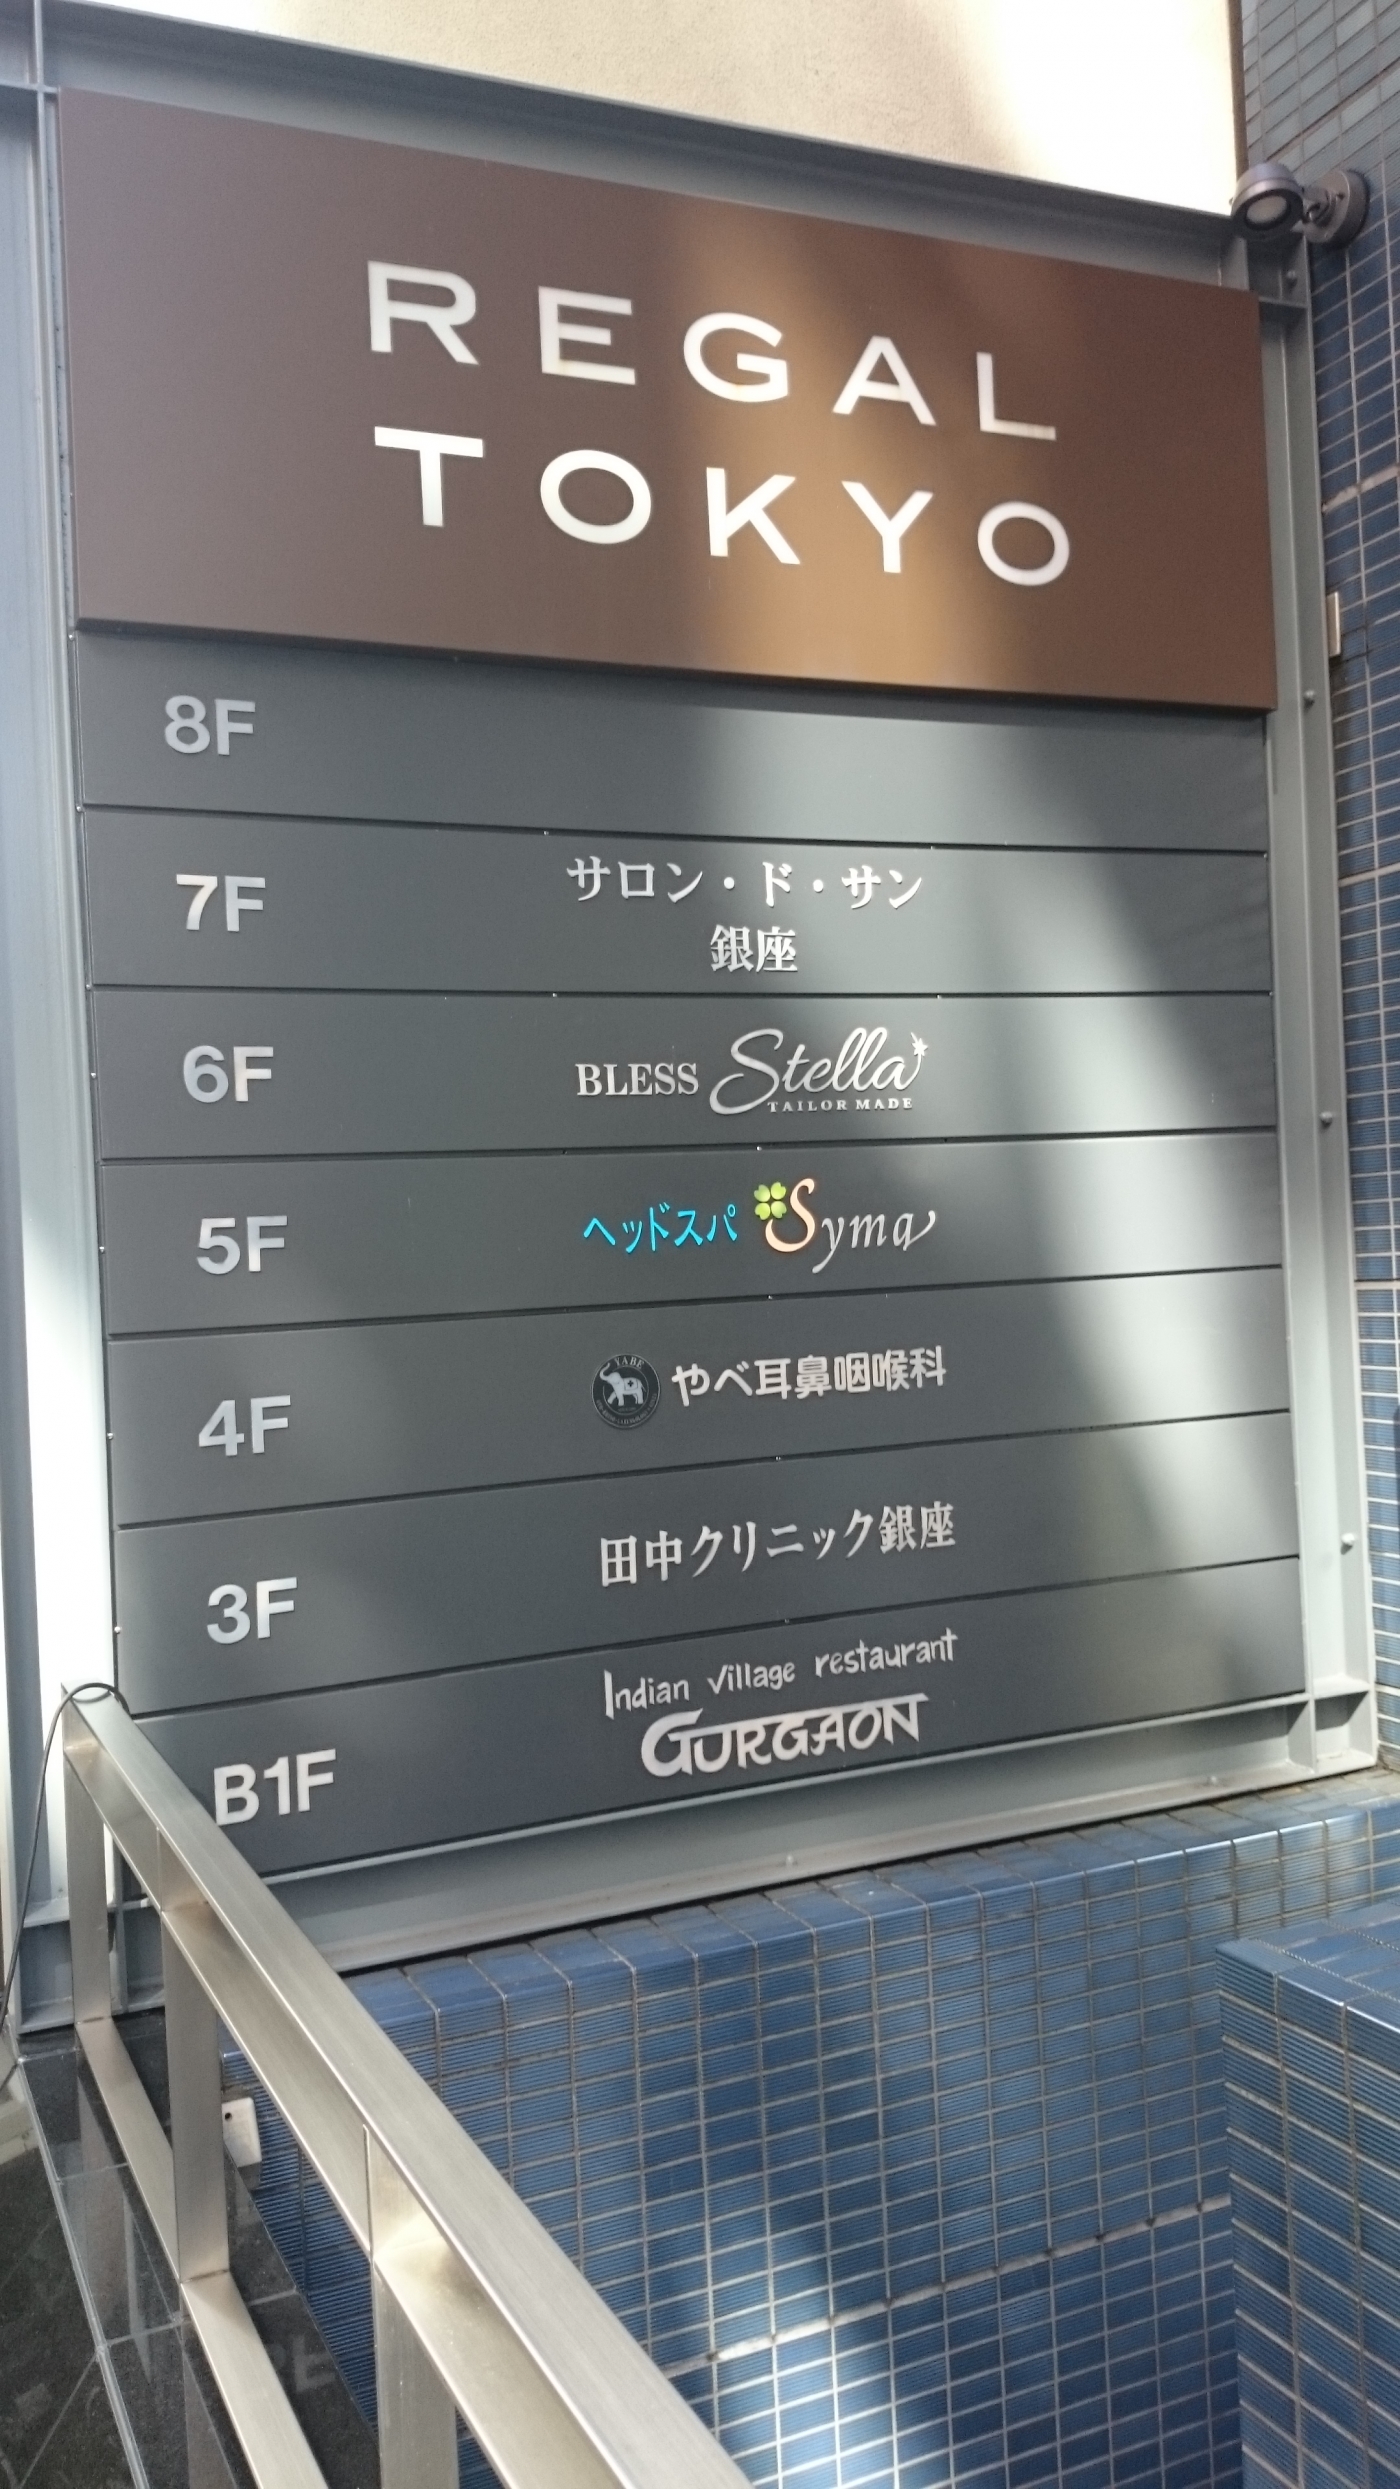 REGAL
TOKYO
8F
7F
サロン・ド・サン
銀座
6F
BLESS Stella
TAILOR MADE
5F
ヘッドスパ Syma
4F
YABE
やべ耳鼻咽喉科
3F
田中クリニック銀座
B1F
Indian village restaurant
GURGAON